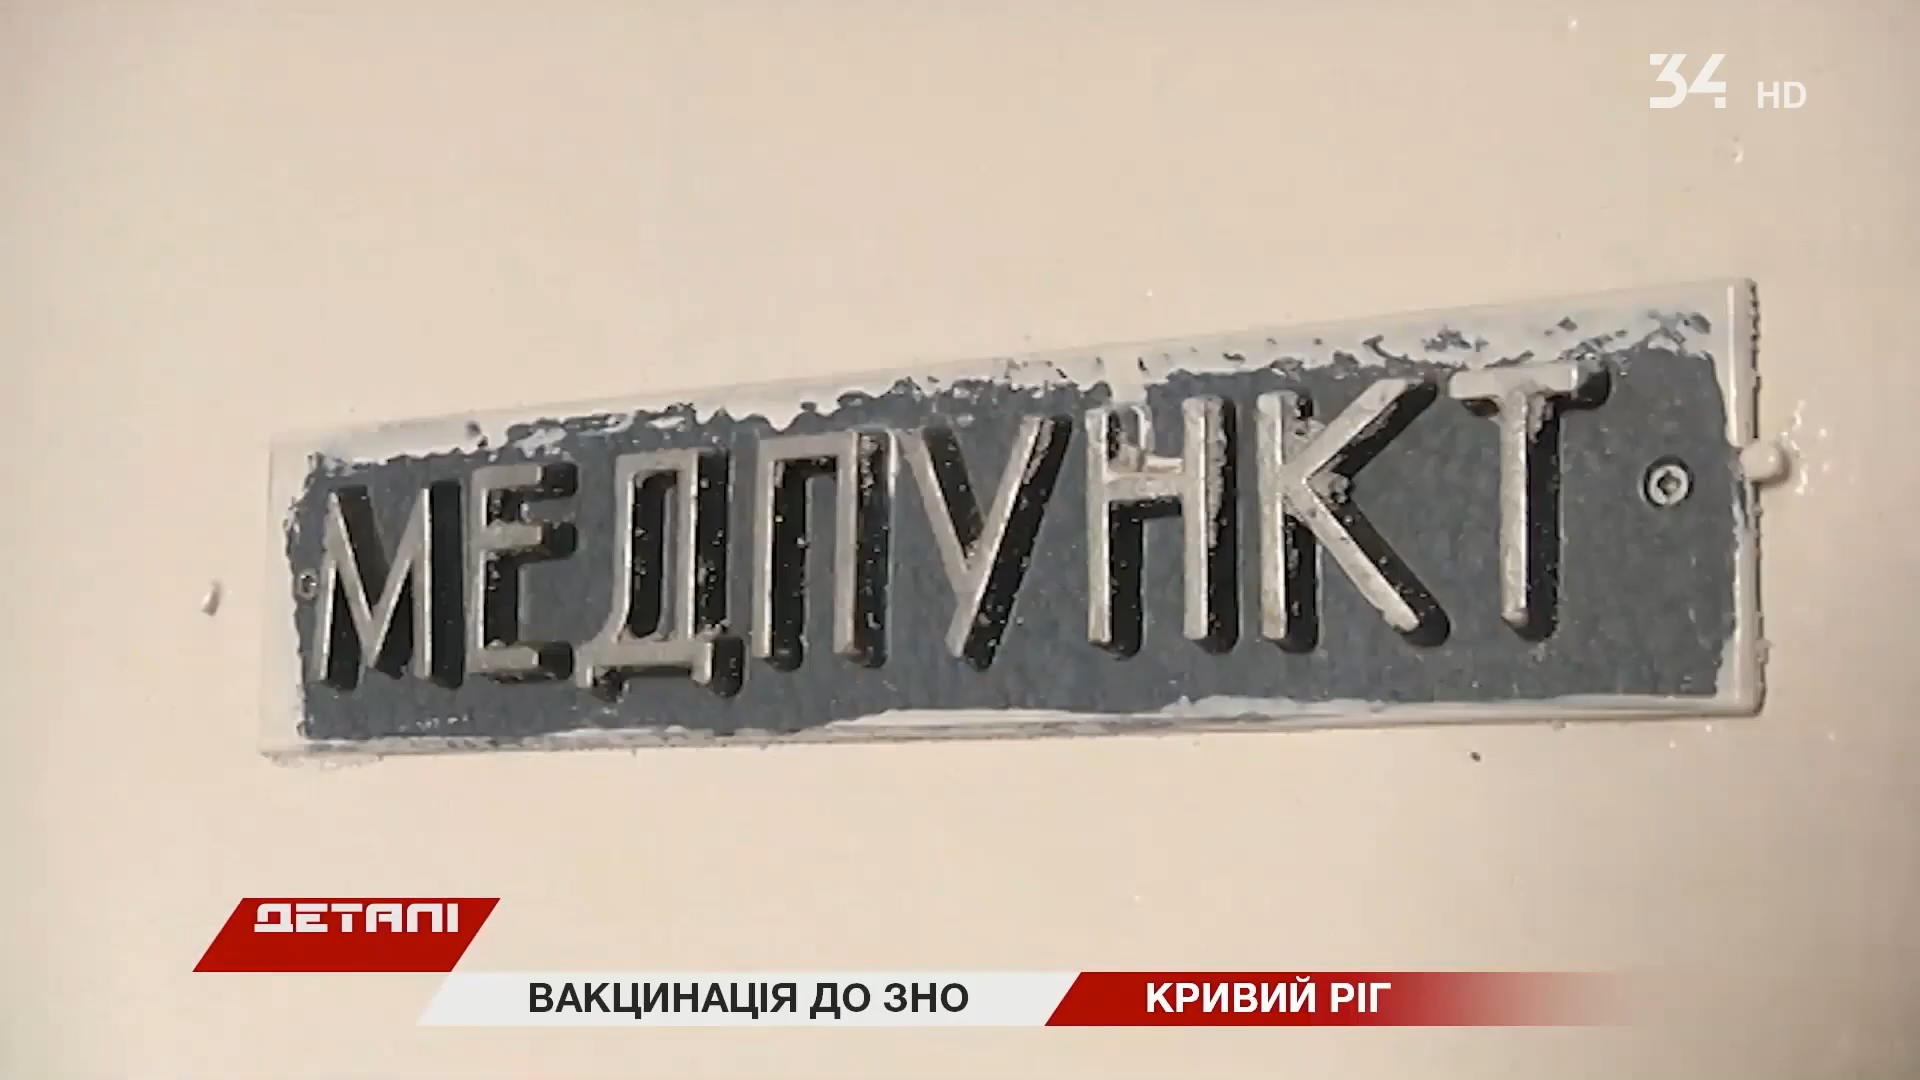 34 HD
МЕДПУНКТ
ДЕТАЛІ
ВАКЦИНАЦІЯ ДО ЗНО
КРИВИЙ РІГ